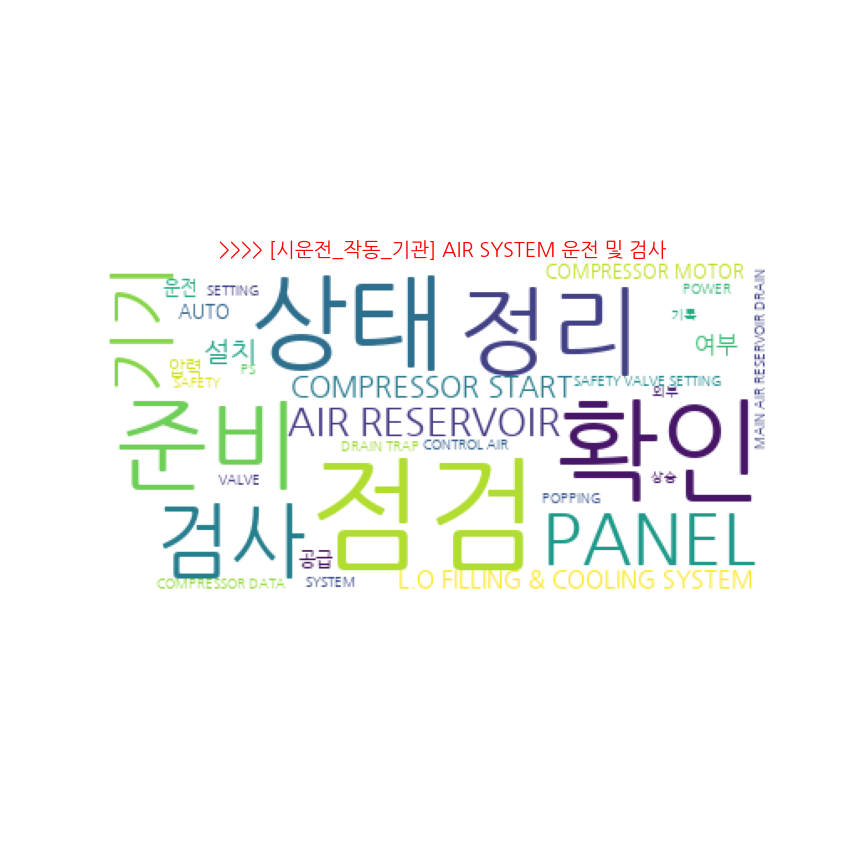 >>>> [시운전_작동_기관] AIR SYSTEM 운전 및 검사
기기
운전
SETTING
AUTO
설치
압력
PS
SAFETY
상태
정리
COMPRESSOR MOTOR
POWER
기록
여부
MAIN AIR RESERVOIR DRAIN
COMPRESSOR START
SAFETY VALVE SETTING
외부
준비
AIR RESERVOIR
확인
DRAIN TRAP
CONTROL AIR
VALVE
점검
상승
POPPING
검사
공급
PANEL
COMPRESSOR DATA
SYSTEM
L.O FILLING & COOLING SYSTEM